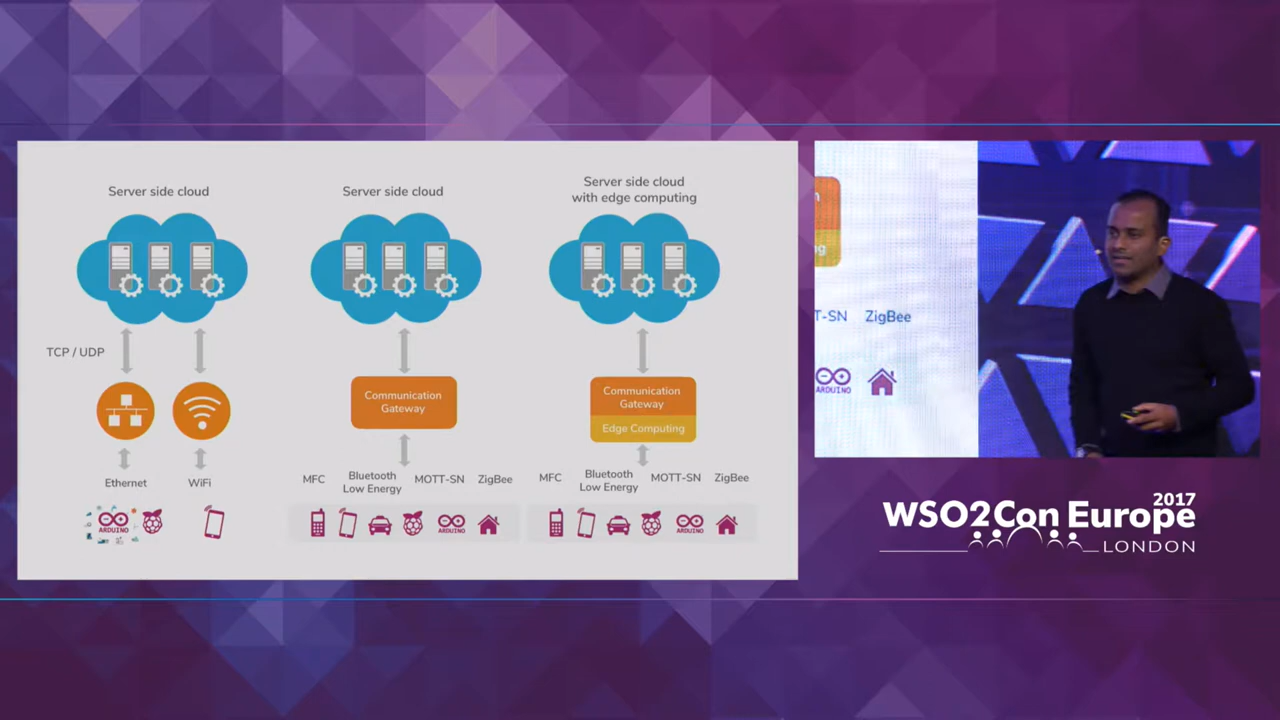 Server side cloud
TCP / UDP
Ethernet
WiFi
ARDUINO
Server side cloud
Communication
Gateway
MFC
Bluetooth
Low Energy
MOTT-SN
ZigBee
ARDUINO
Server side cloud
with edge computing
Communication
Gateway
Edge Computing
MFC
Bluetooth
Low Energy
MOTT-SN
ZigBee
ARDUINO
T-SN
ZigBee
ARDUINO
2017
WSO2Con Europe
LONDON